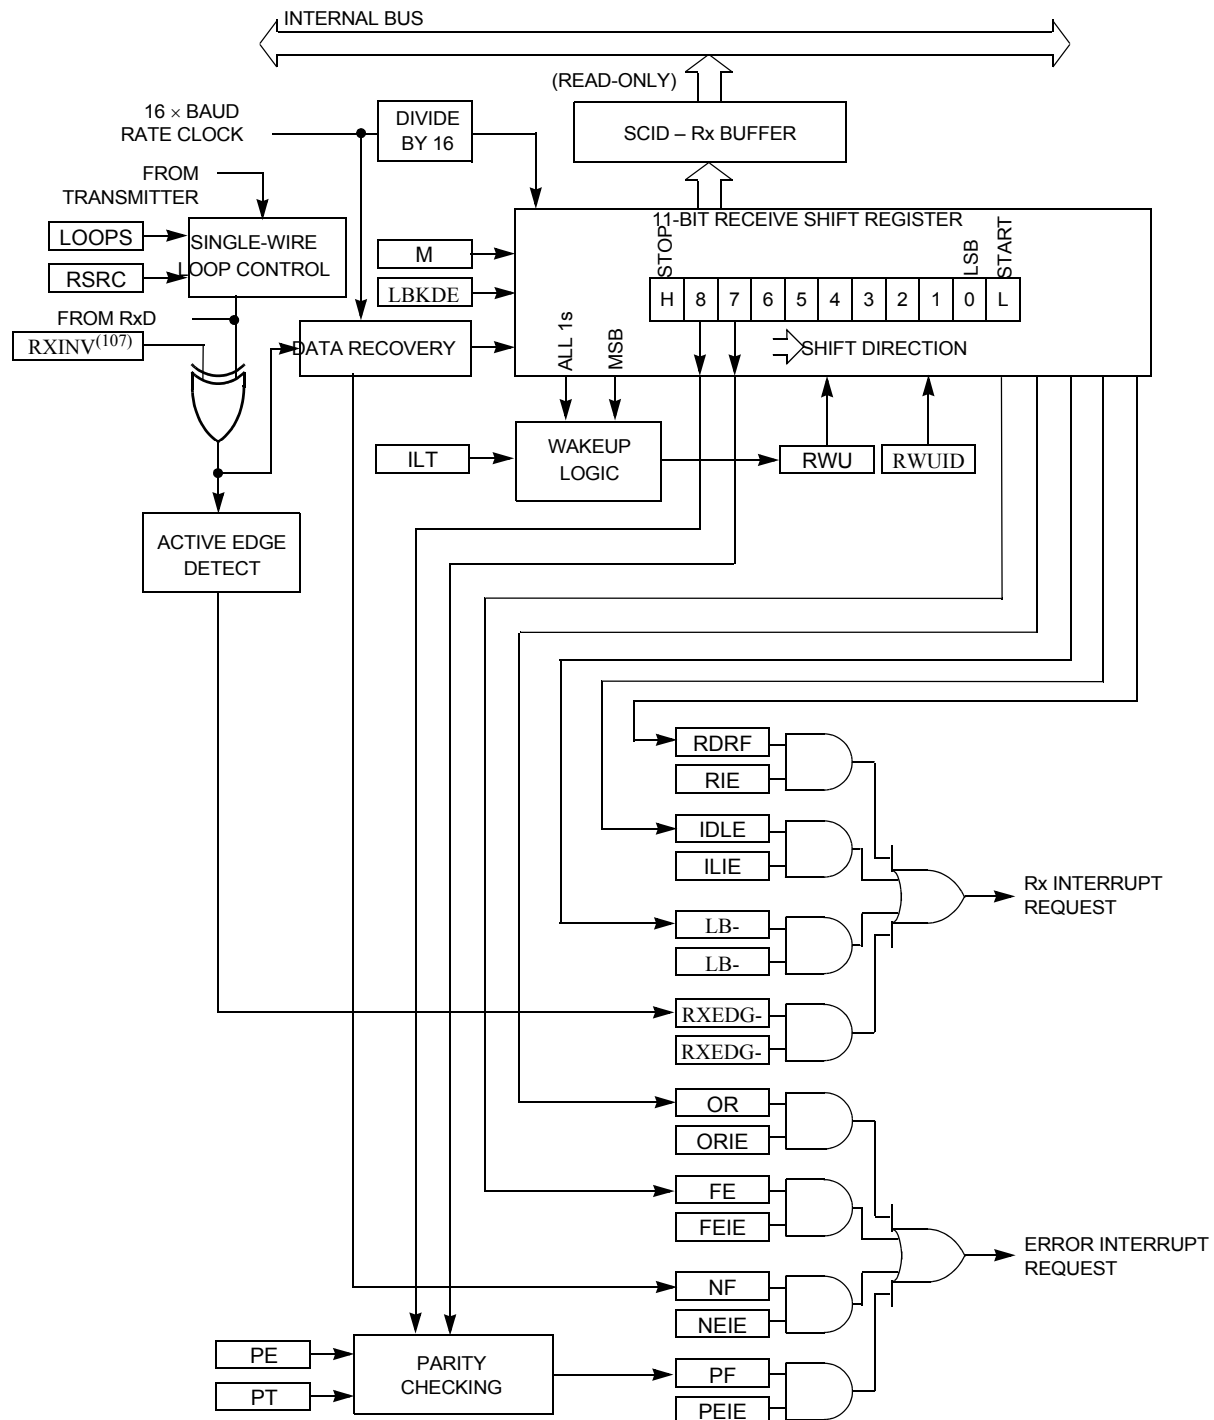 INTERNAL BUS
(READ-ONLY)
16 × BAUD
RATE CLOCK
DIVIDE
BY 16
SCID – Rx BUFFER
FROM
TRANSMITTER
LOOPS
RSRC
SINGLE-WIRE
LOOP CONTROL
M
LBKDE
11-BIT RECEIVE SHIFT REGISTER
STOP
LSB
START
H 8 7 6 5 4 3 2 1 0 L
SHIFT DIRECTION
ALL 1s
MSB
FROM RxD
RXINV(107)
DATA RECOVERY
ILT
WAKEUP
LOGIC
RWU
RWUID
ACTIVE EDGE
DETECT
RDRF
RIE
IDLE
ILIE
LB-
LB-
RXEDG-
RXEDG-
Rx INTERRUPT
REQUEST
OR
ORIE
FE
FEIE
NF
NEIE
PF
PEIE
ERROR INTERRUPT
REQUEST
PE
PT
PARITY
CHECKING